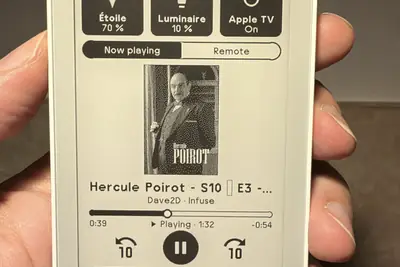 Étoile Luminaire Apple TV
70 % 10 % On
Now playing Remote
Hercule
POIROT
Hercule Poirot - S10 ▯ E3 -...
Dave2D · Infuse
0:39 ▶ Playing · 1:32 -0:54
10 10